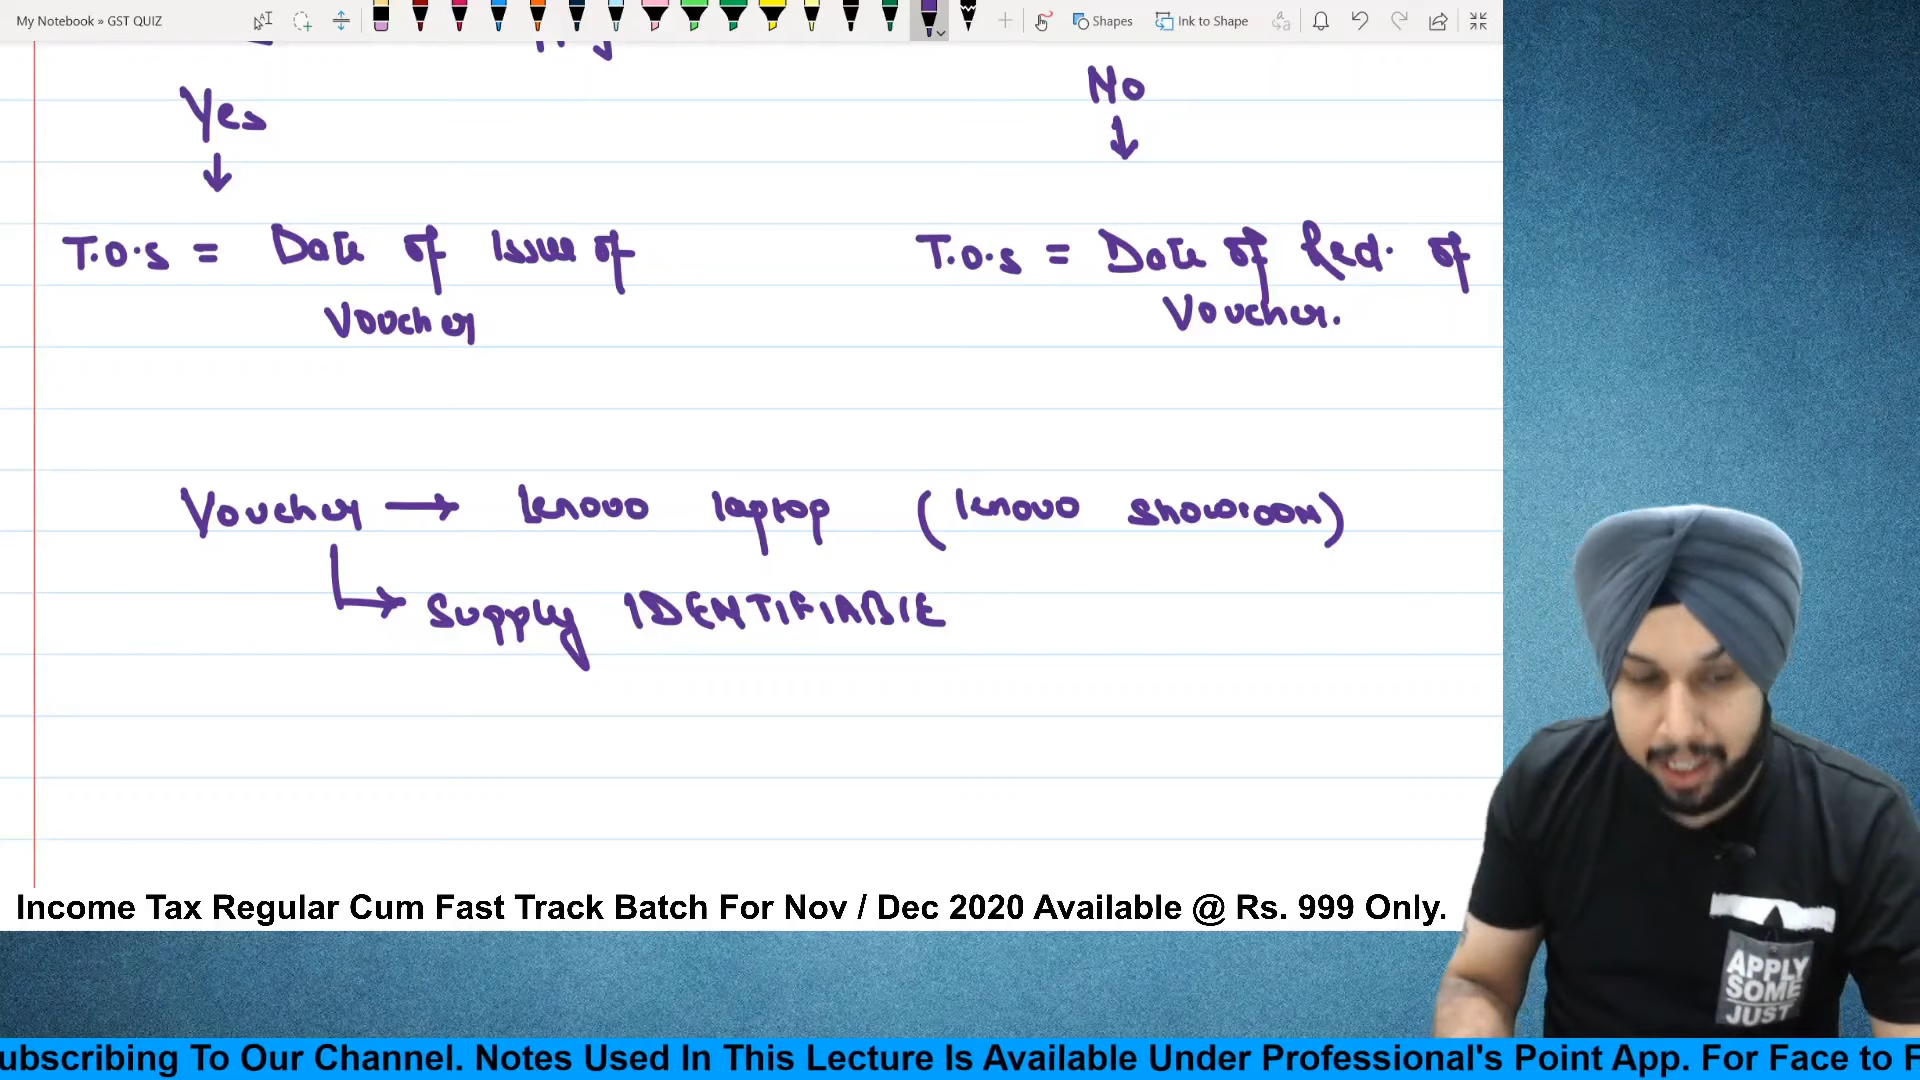 My Notebook » GST QUIZ
Shapes
Ink to Shape
Yes
No
T.O.S = Date of Issue of
Voucher
T.O.S = Date of Red. of
Voucher.
Voucher → Lenovo laptop (Lenovo Showroom)
Supply IDENTIFIABLE
Income Tax Regular Cum Fast Track Batch For Nov / Dec 2020 Available @ Rs. 999 Only.
APPLY
SOME
JUST
ubscribing To Our Channel. Notes Used In This Lecture Is Available Under Professional's Point App. For Face to F